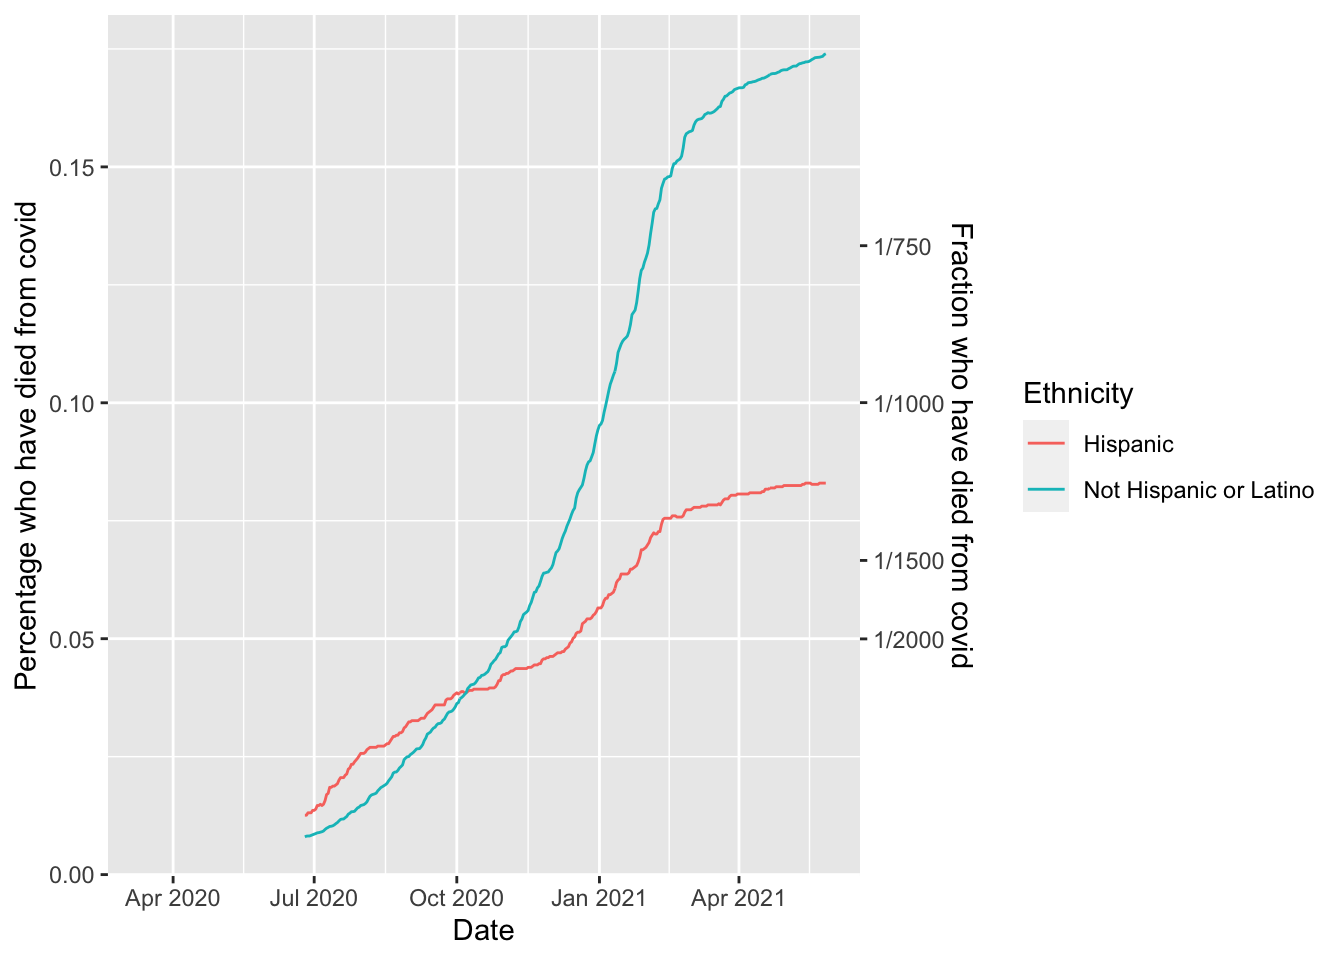 Percentage who have died from covid
0.15
0.10
0.05
0.00
Apr 2020
Jul 2020
Oct 2020
Jan 2021
Apr 2021
Date
1/750
1/1000
1/1500
1/2000
Fraction who have died from covid
Ethnicity
Hispanic
Not Hispanic or Latino